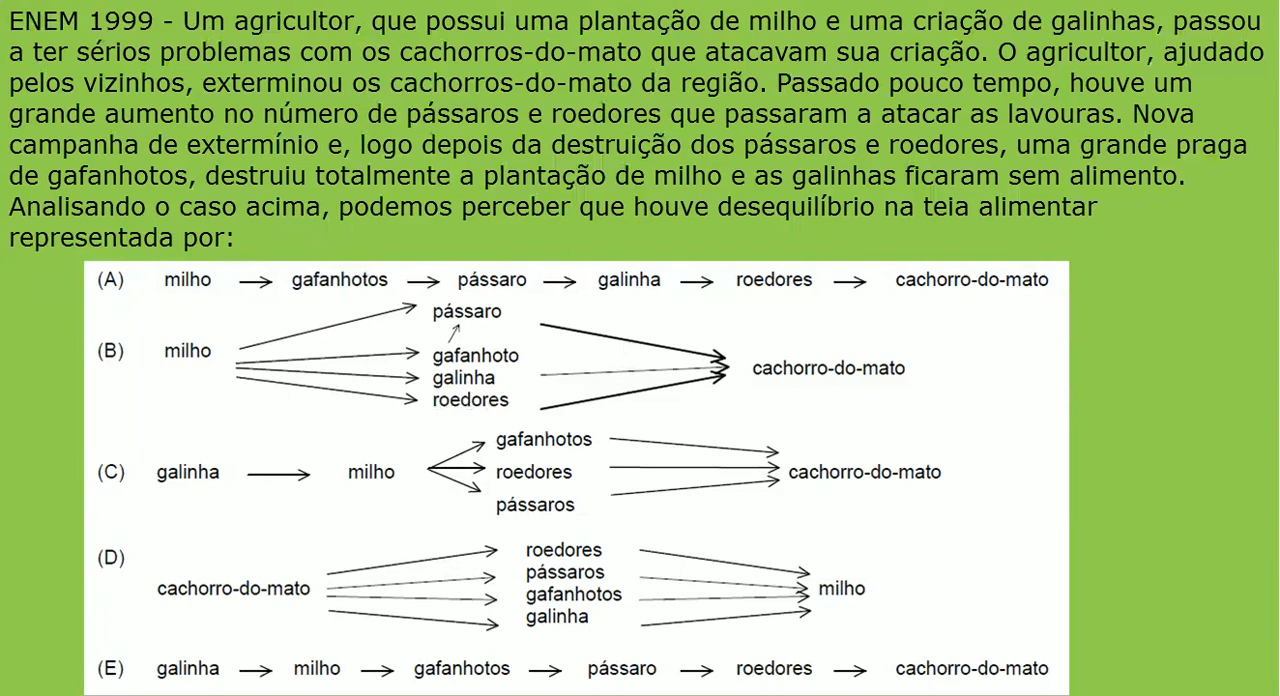 ENEM 1999 - Um agricultor, que possui uma plantação de milho e uma criação de galinhas, passou
a ter sérios problemas com os cachorros-do-mato que atacavam sua criação. O agricultor, ajudado
pelos vizinhos, exterminou os cachorros-do-mato da região. Passado pouco tempo, houve um
grande aumento no número de pássaros e roedores que passaram a atacar as lavouras. Nova
campanha de extermínio e, logo depois da destruição dos pássaros e roedores, uma grande praga
de gafanhotos, destruiu totalmente a plantação de milho e as galinhas ficaram sem alimento.
Analisando o caso acima, podemos perceber que houve desequilíbrio na teia alimentar
representada por:
(A) milho → gafanhotos → pássaro → galinha → roedores → cachorro-do-mato
pássaro
(B) milho
gafanhoto
cachorro-do-mato
galinha
roedores
gafanhotos
(C) galinha → milho roedores cachorro-do-mato
pássaros
roedores
(D)
pássaros
cachorro-do-mato milho
gafanhotos
galinha
(E) galinha → milho → gafanhotos → pássaro → roedores → cachorro-do-mato